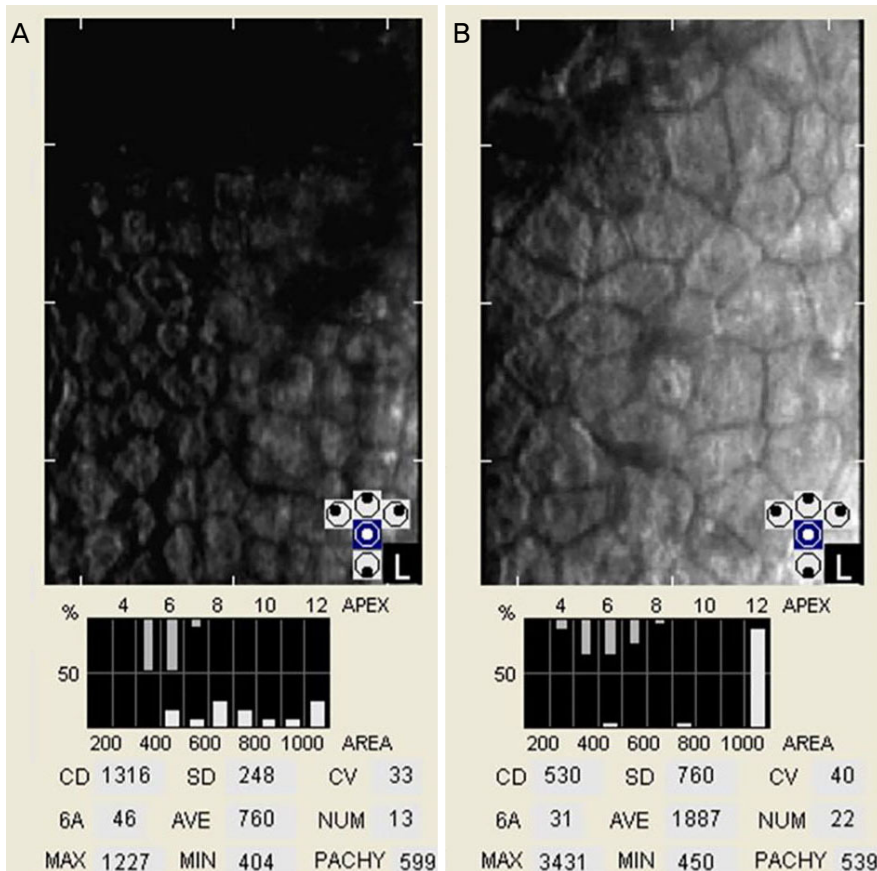 A
L
% 4 6 8 10 12 APEX
50
200 400 600 800 1000 AREA
CD 1316 SD 248 CV 33
6A 46 AVE 760 NUM 13
MAX 1227 MIN 404 PACHY 599
B
L
% 4 6 8 10 12 APEX
50
200 400 600 800 1000 AREA
CD 530 SD 760 CV 40
6A 31 AVE 1887 NUM 22
MAX 3431 MIN 450 PACHY 539